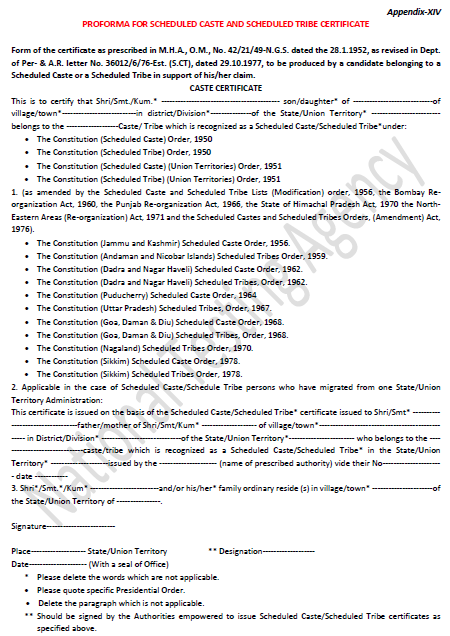 Appendix-XIV
PROFORMA FOR SCHEDULED CASTE AND SCHEDULED TRIBE CERTIFICATE
Form of the certificate as prescribed in M.H.A., O.M., No. 42/21/49-N.G.S. dated the 28.1.1952, as revised in Dept.
of Per- & A.R. letter No. 36012/6/76-Est. (S.CT), dated 29.10.1977, to be produced by a candidate belonging to a
Scheduled Caste or a Scheduled Tribe in support of his/her claim.
CASTE CERTIFICATE
This is to certify that Shri/Smt./Kum.* ---------------------------------------- son/daughter* of ---------------------------of
village/town*-------------------------in district/Division*--------------of the State/Union Territory* -----------------------
belongs to the ------------------Caste/ Tribe which is recognized as a Scheduled Caste/Scheduled Tribe*under:
• The Constitution (Scheduled Caste) Order, 1950
• The Constitution (Scheduled Tribe) Order, 1950
• The Constitution (Scheduled Caste) (Union Territories) Order, 1951
• The Constitution (Scheduled Tribe) (Union Territories) Order, 1951
1. (as amended by the Scheduled Caste and Scheduled Tribe Lists (Modification) order, 1956, the Bombay Re-
organization Act, 1960, the Punjab Re-organization Act, 1966, the State of Himachal Pradesh Act, 1970 the North-
Eastern Areas (Re-organization) Act, 1971 and the Scheduled Castes and Scheduled Tribes Orders, (Amendment) Act,
1976).
• The Constitution (Jammu and Kashmir) Scheduled Caste Order, 1956.
• The Constitution (Andaman and Nicobar Islands) Scheduled Tribes Order, 1959.
• The Constitution (Dadra and Nagar Haveli) Scheduled Caste Order, 1962.
• The Constitution (Dadra and Nagar Haveli) Scheduled Tribes, Order, 1962.
• The Constitution (Puducherry) Scheduled Caste Order, 1964
• The Constitution (Uttar Pradesh) Scheduled Tribes, Order, 1967.
• The Constitution (Goa, Daman & Diu) Scheduled Caste Order, 1968.
• The Constitution (Goa, Daman & Diu) Scheduled Tribes, Order, 1968.
• The Constitution (Nagaland) Scheduled Tribes Order, 1970.
• The Constitution (Sikkim) Scheduled Caste Order, 1978.
• The Constitution (Sikkim) Scheduled Tribes Order, 1978.
2. Applicable in the case of Scheduled Caste/Schedule Tribe persons who have migrated from one State/Union
Territory Administration:
This certificate is issued on the basis of the Scheduled Caste/Scheduled Tribe* certificate issued to Shri/Smt* ----------
----------------------father/mother of Shri/Smt/Kum* ------------------- of village/town*--------------------------------------
----- in District/Division* ---------------------------of the State/Union Territory*---------------------- who belongs to the ----
------------------------caste/tribe which is recognized as a Scheduled Caste/Scheduled Tribe* in the State/Union
Territory* -------------------issued by the ------------------- (name of prescribed authority) vide their No-------------------
- date -----------
3. Shri*/Smt.*/Kum* -----------------------and/or his/her* family ordinary reside (s) in village/town* --------------------of
the State/Union Territory of ---------------.
Signature-----------------------
Place------------------- State/Union Territory ** Designation------------------
Date-------------------- (With a seal of Office)
* Please delete the words which are not applicable.
• Please quote specific Presidential Order.
• Delete the paragraph which is not applicable.
** Should be signed by the Authorities empowered to issue Scheduled Caste/Scheduled Tribe certificates as
specified above.
National Testing Agency